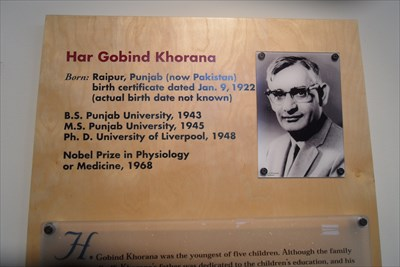 Har Gobind Khorana
Born: Raipur, Punjab (now Pakistan)
birth certificate dated Jan. 9, 1922
(actual birth date not known)
B.S. Punjab University, 1943
M.S. Punjab University, 1945
Ph. D. University of Liverpool, 1948
Nobel Prize in Physiology
or Medicine, 1968
H. Gobind Khorana was the youngest of five children. Although the family
Khorana's father was dedicated to the children's education, and his